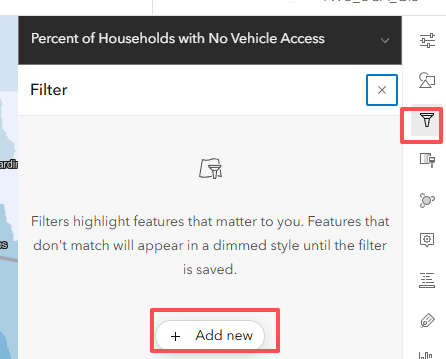 Percent of Households with No Vehicle Access
Filter
Filters highlight features that matter to you. Features that
don't match will appear in a dimmed style until the filter
is saved.
+ Add new